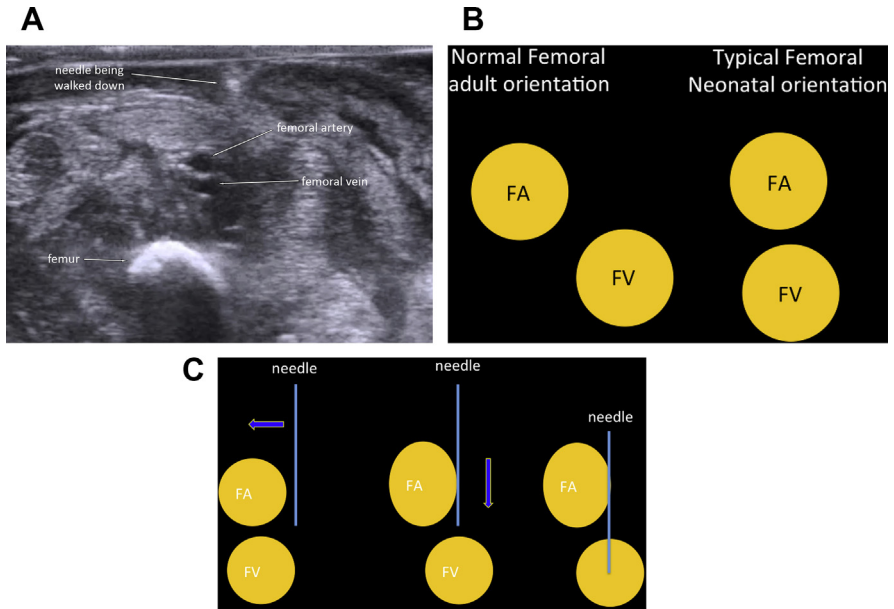 A
needle being
walked down
femoral artery
femoral vein
femur
B
Normal Femoral
adult orientation
Typical Femoral
Neonatal orientation
FA
FV
FA
FV
C
needle
FA
FV
needle
FA
FV
needle
FA